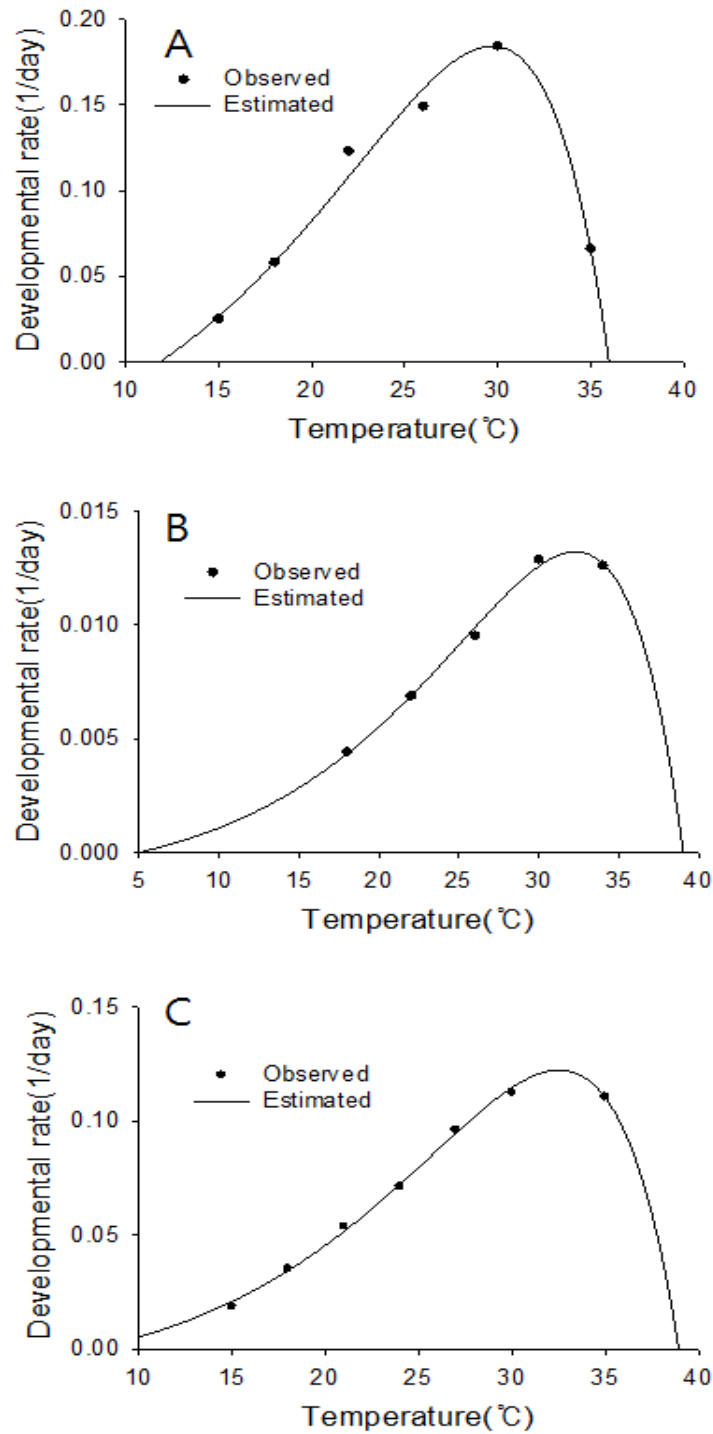 A
Observed
Estimated
0.20
0.15
0.10
0.05
0.00
Developmental rate(1/day)
10 15 20 25 30 35 40
Temperature(℃)
B
Observed
Estimated
0.015
0.010
0.005
0.000
Developmental rate(1/day)
5 10 15 20 25 30 35 40
Temperature(℃)
C
Observed
Estimated
0.15
0.10
0.05
0.00
Developmental rate(1/day)
10 15 20 25 30 35 40
Temperature(℃)